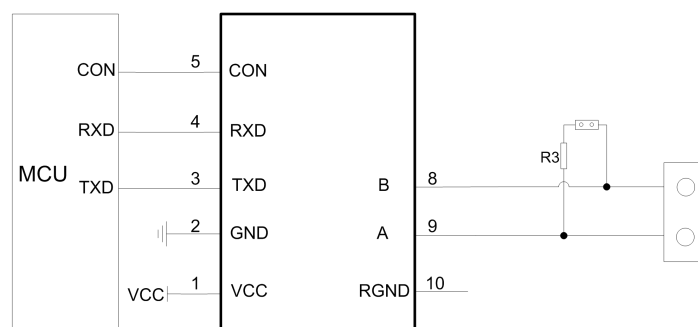 CON 5 CON
RXD 4 RXD
R3
MCU TXD 3 TXD B 8
2 GND A 9
VCC 1 VCC RGND 10